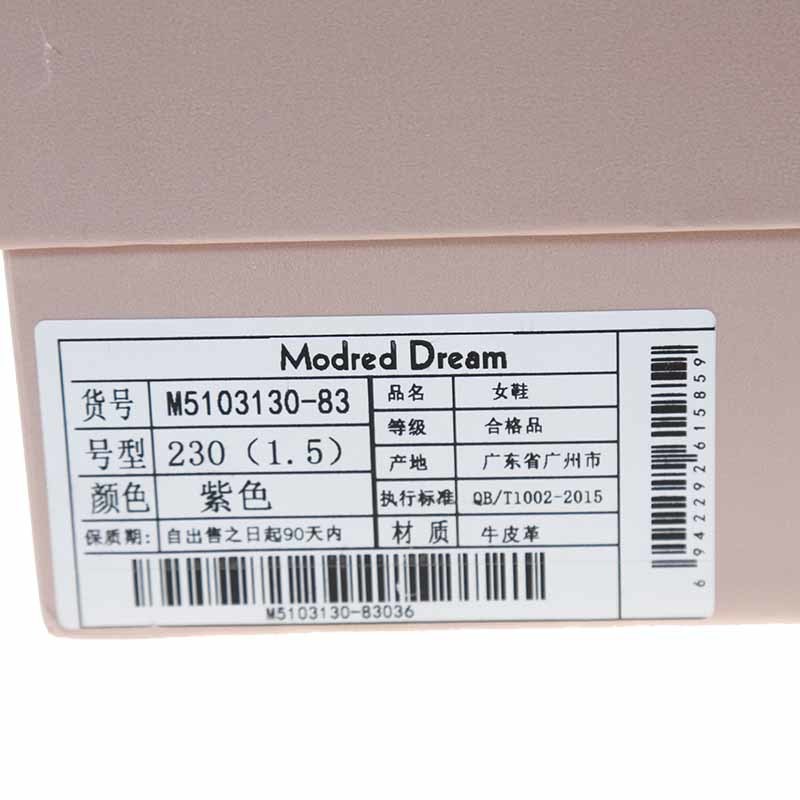 Modred Dream
货号 M5103130-83
号型 230（1.5）
颜色 紫色
保质期: 自出售之日起90天内
品名 女鞋
等级 合格品
产地 广东省广州市
执行标准 QB/T1002-2015
材质 牛皮革
M5103130-83036
6942292615859